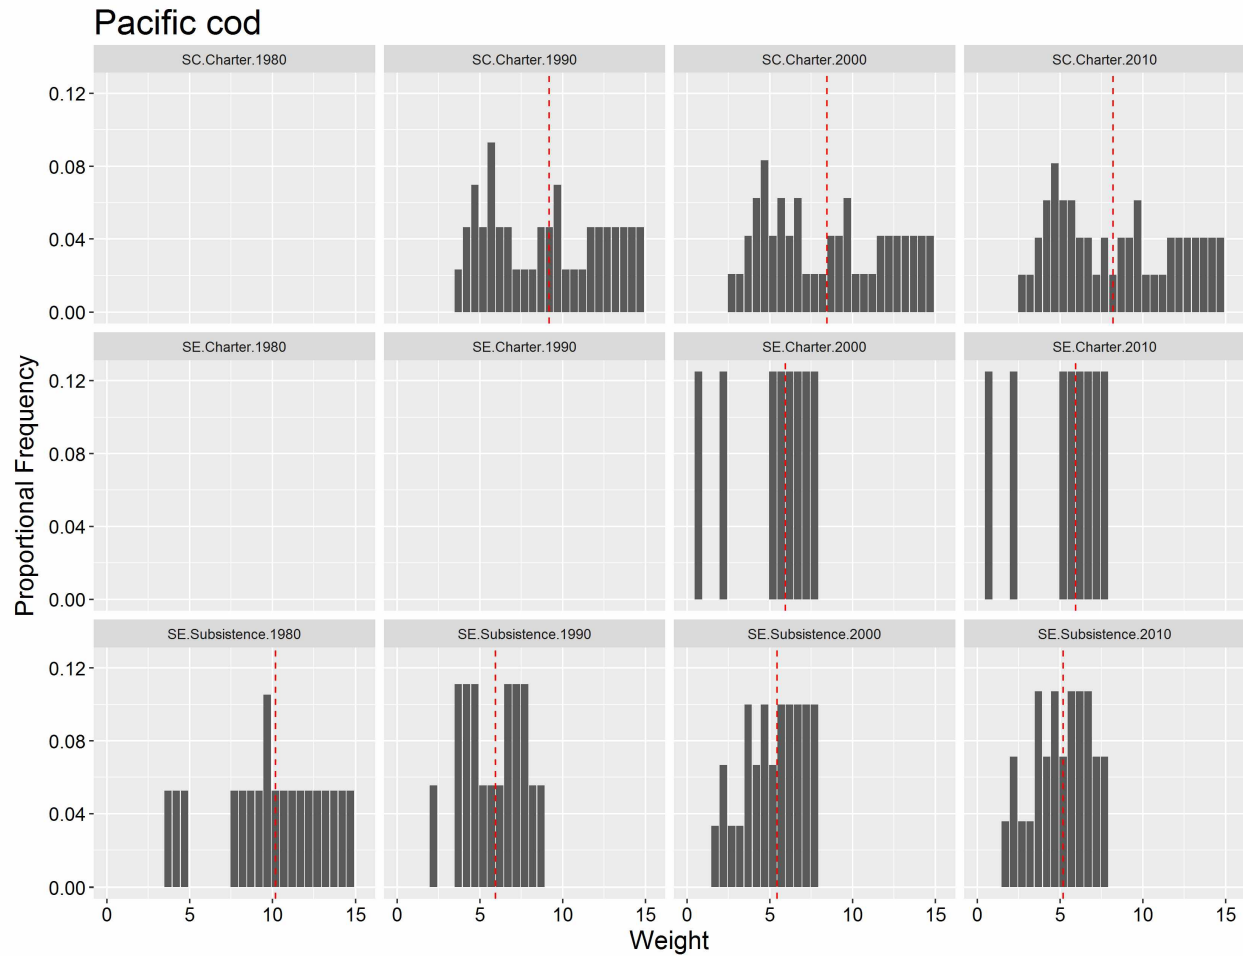 Pacific cod
SC.Charter.1980 SC.Charter.1990 SC.Charter.2000 SC.Charter.2010
0.12
0.08
0.04
0.00
SE.Charter.1980 SE.Charter.1990 SE.Charter.2000 SE.Charter.2010
0.12
0.08
0.04
0.00
Proportional Frequency
SE.Subsistence.1980 SE.Subsistence.1990 SE.Subsistence.2000 SE.Subsistence.2010
0.12
0.08
0.04
0.00
0 5 10 15 0 5 10 15 0 5 10 15 0 5 10 15
Weight